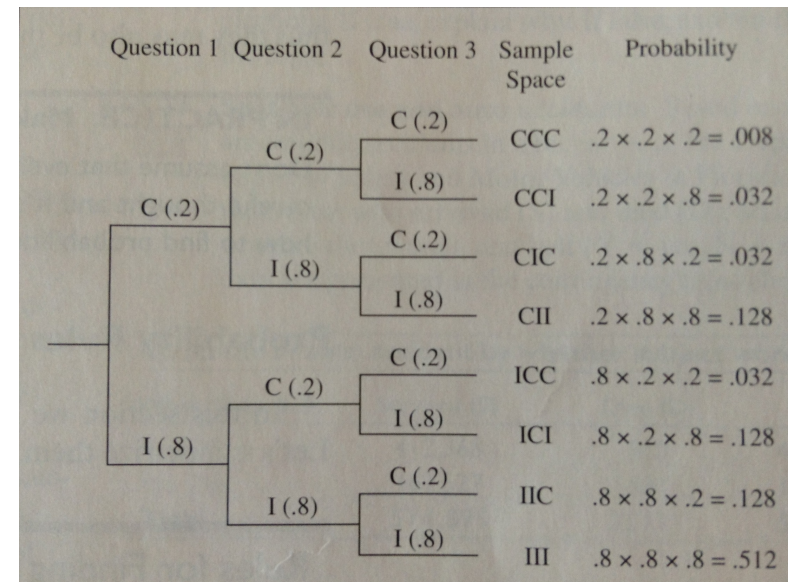 Question 1 Question 2 Question 3 Sample Space Probability
C (.2) CCC .2 × .2 × .2 = .008
C (.2)
I (.8) CCI .2 × .2 × .8 = .032
C (.2)
C (.2) CIC .2 × .8 × .2 = .032
I (.8)
I (.8) CII .2 × .8 × .8 = .128
C (.2) ICC .8 × .2 × .2 = .032
C (.2)
I (.8) ICI .8 × .2 × .8 = .128
I (.8)
C (.2) IIC .8 × .8 × .2 = .128
I (.8)
I (.8) III .8 × .8 × .8 = .512